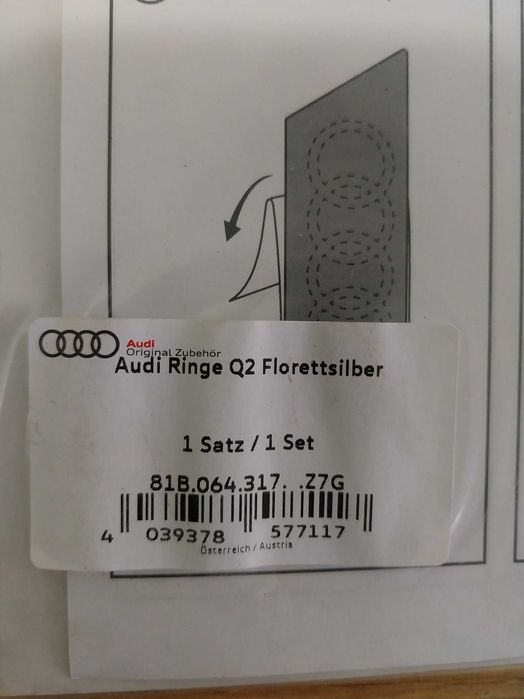 Audi
Original Zubehör
Audi Ringe Q2 Florettsilber
1 Satz / 1 Set
81B.064.317. .Z7G
4 039378 577117
Österreich / Austria